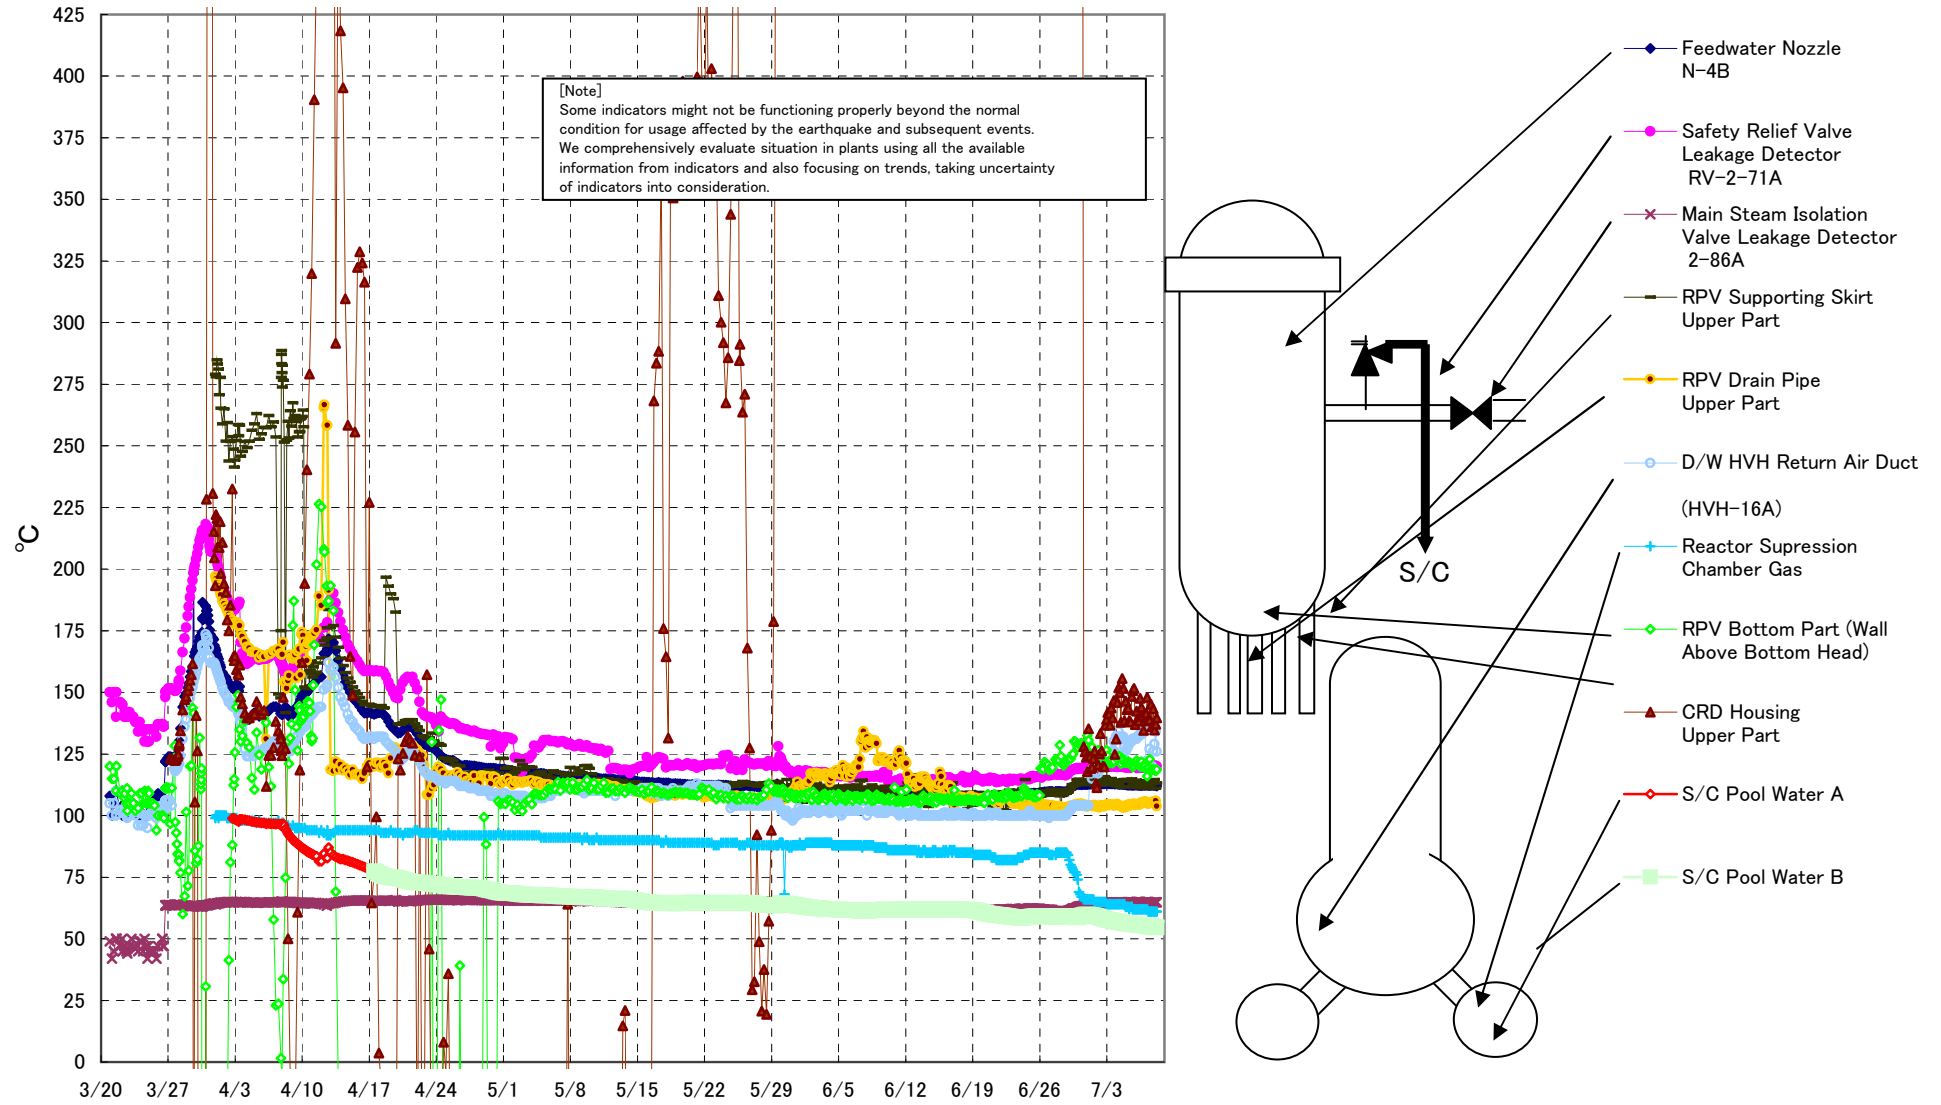 425
400
375
350
325
300
275
250
225
200
175
150
125
100
75
50
25
0
℃
3/20 3/27 4/3 4/10 4/17 4/24 5/1 5/8 5/15 5/22 5/29 6/5 6/12 6/19 6/26 7/3
[Note]
Some indicators might not be functioning properly beyond the normal
condition for usage affected by the earthquake and subsequent events.
We comprehensively evaluate situation in plants using all the available
information from indicators and also focusing on trends, taking uncertainty
of indicators into consideration.
S/C
Feedwater Nozzle
N-4B
Safety Relief Valve
Leakage Detector
RV-2-71A
Main Steam Isolation
Valve Leakage Detector
2-86A
RPV Supporting Skirt
Upper Part
RPV Drain Pipe
Upper Part
D/W HVH Return Air Duct
(HVH-16A)
Reactor Supression
Chamber Gas
RPV Bottom Part (Wall
Above Bottom Head)
CRD Housing
Upper Part
S/C Pool Water A
S/C Pool Water B